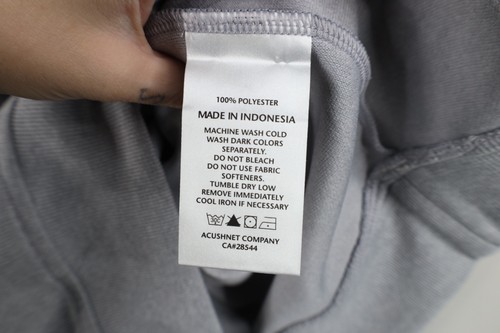 100% POLYESTER
MADE IN INDONESIA
MACHINE WASH COLD
WASH DARK COLORS
SEPARATELY.
DO NOT BLEACH
DO NOT USE FABRIC
SOFTENERS.
TUMBLE DRY LOW
REMOVE IMMEDIATELY
COOL IRON IF NECESSARY
ACUSHNET COMPANY
CA#28544